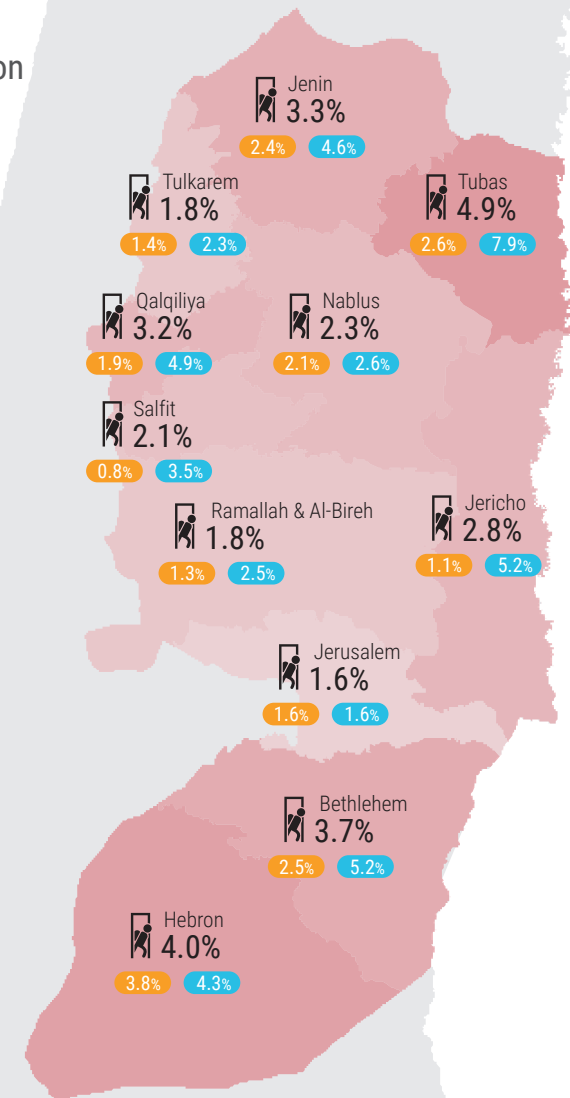 on
Jenin
3.3%
2.4% 4.6%
Tulkarem
1.8%
1.4% 2.3%
Tubas
4.9%
2.6% 7.9%
Qalqiliya
3.2%
1.9% 4.9%
Nablus
2.3%
2.1% 2.6%
Salfit
2.1%
0.8% 3.5%
Ramallah & Al-Bireh
1.8%
1.3% 2.5%
Jericho
2.8%
1.1% 5.2%
Jerusalem
1.6%
1.6% 1.6%
Bethlehem
3.7%
2.5% 5.2%
Hebron
4.0%
3.8% 4.3%